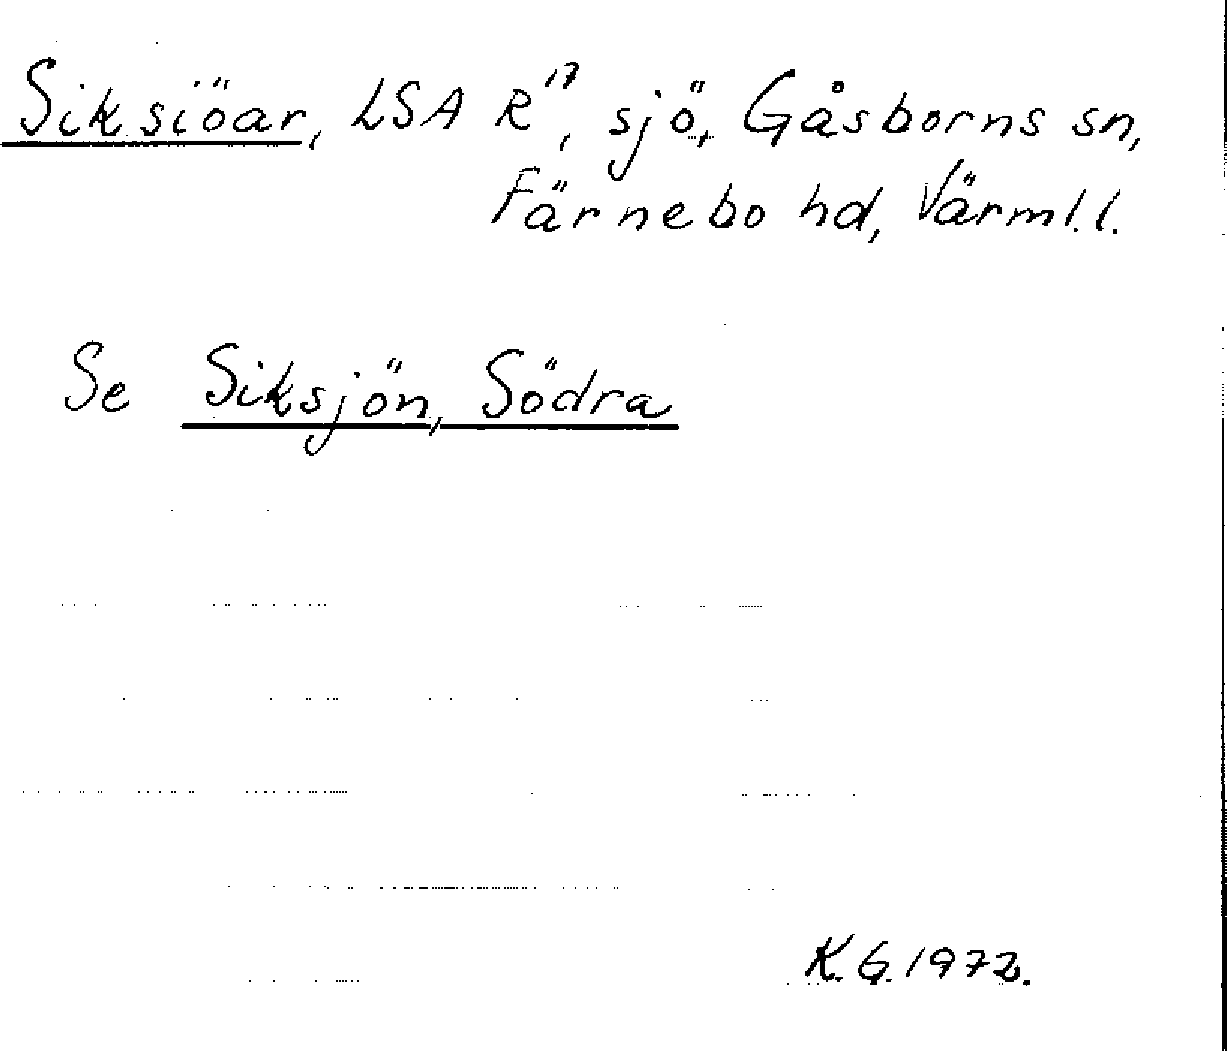 Siksiöar, LSA R17, sjö, Gåsborns sn,
Färnebo hd, Värml. l.
Se Siksjön, Södra
K.G. 1972.